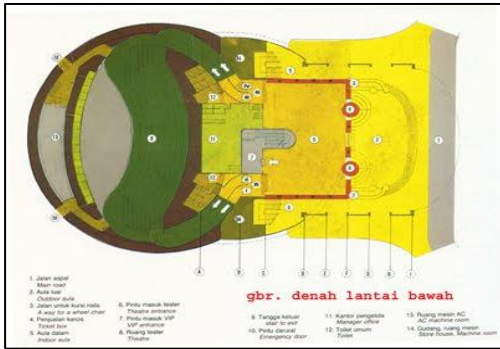 gbr. denah lantai bawah
1. Jalan aspal
Main road
2. Aula luar
Outdoor aula
3. Jalan untuk kursi roda
A way for a wheel chair
4. Penjualan karcis
Ticket box
5. Aula dalam
Indoor aula
6. Pintu masuk teater
Theatre entrance
7. Pintu masuk VIP
VIP entrance
8. Ruang teater
Theatre
9. Tangga keluar
stair to exit
10. Pintu darurat
Emergency door
11. Kantor pengelola
Manager office
12. Toilet umum
Toilet
13. Ruang mesin AC
AC machine room
14. Gudang, ruang mesin
Store house, Machine room